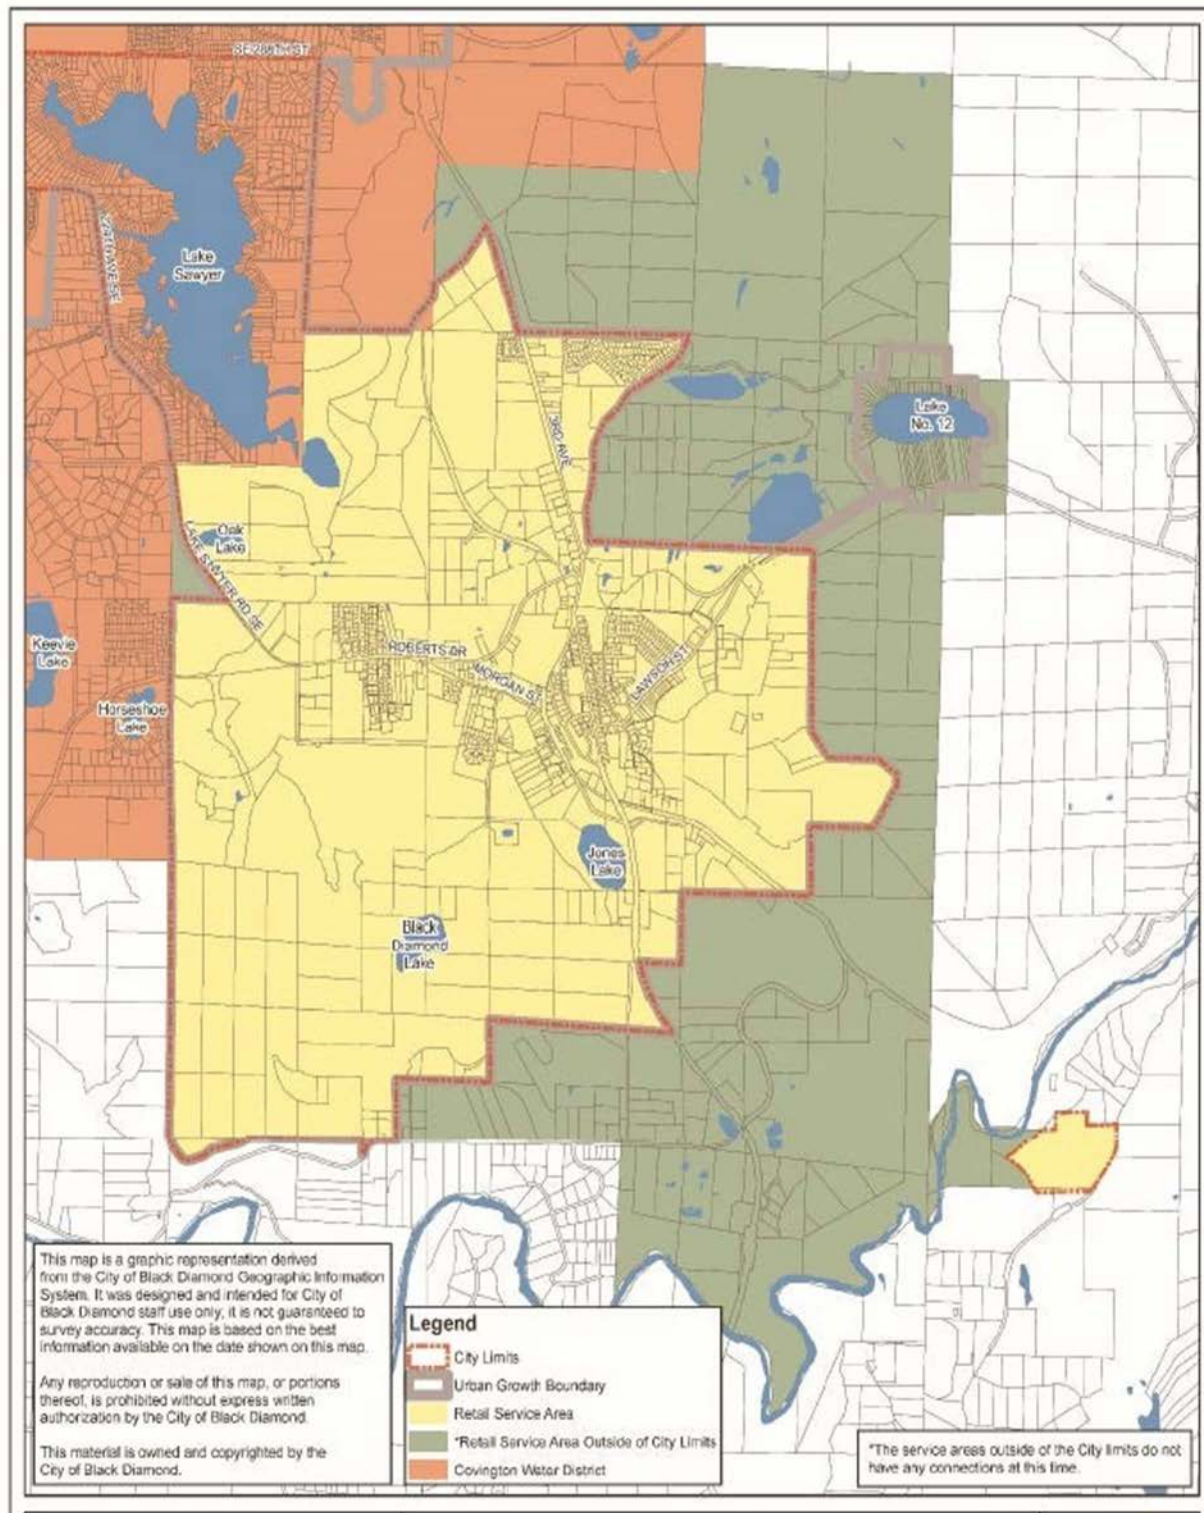 SE 288TH ST
224TH AVE SE
Lake
Sawyer
Lake
No. 12
3RD AVE
Oak
Lake
LAKE SAWYER RD SE
Keevie
Lake
ROBERTS DR
MORGAN ST
LAWSON ST
Horseshoe
Lake
Jones
Lake
Black
Diamond
Lake
This map is a graphic representation derived
from the City of Black Diamond Geographic Information
System. It was designed and intended for City of
Black Diamond staff use only; it is not guaranteed to
survey accuracy. This map is based on the best
information available on the date shown on this map.
Any reproduction or sale of this map, or portions
thereof, is prohibited without express written
authorization by the City of Black Diamond.
This material is owned and copyrighted by the
City of Black Diamond.
Legend
City Limits
Urban Growth Boundary
Retail Service Area
*Retail Service Area Outside of City Limits
Covington Water District
*The service areas outside of the City limits do not
have any connections at this time.